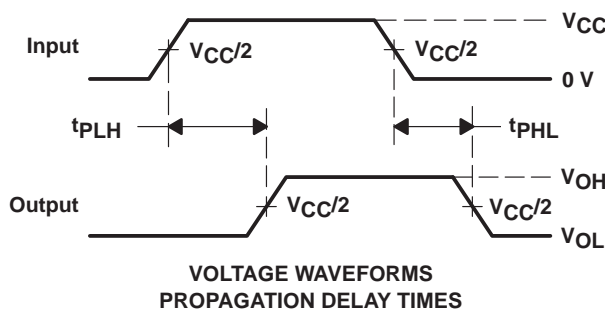 VCC
Input
VCC/2
VCC/2
0 V
tPLH
tPHL
VOH
Output
VCC/2
VCC/2
VOL
VOLTAGE WAVEFORMS
PROPAGATION DELAY TIMES